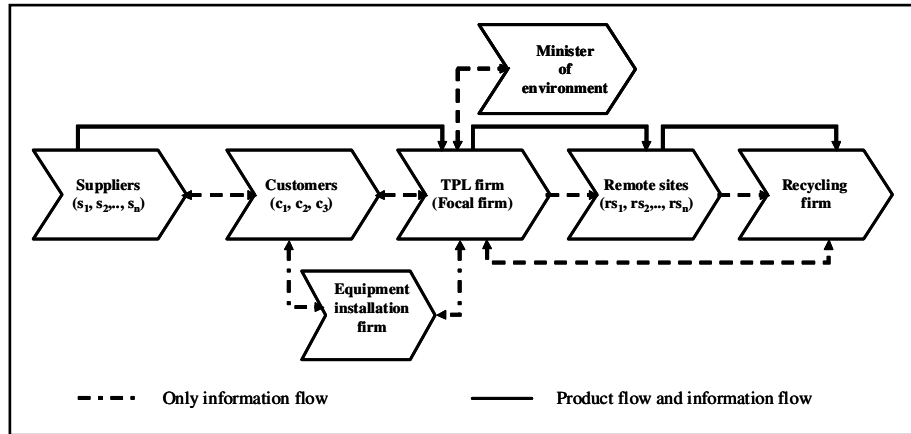 Minister
of
environment
Suppliers
(s₁, s₂,.., sₙ)
Customers
(c₁, c₂, c₃)
TPL firm
(Focal firm)
Remote sites
(rs₁, rs₂,.., rsₙ)
Recycling
firm
Equipment
installation
firm
Only information flow
Product flow and information flow